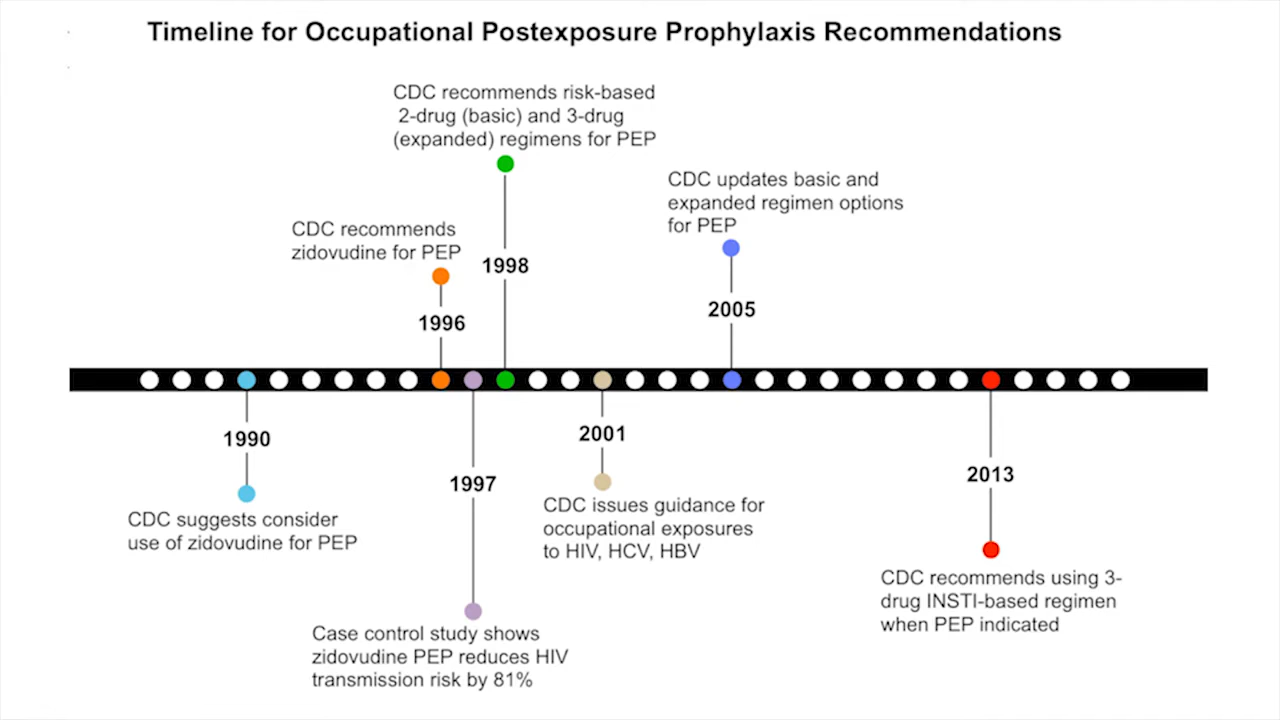 Timeline for Occupational Postexposure Prophylaxis Recommendations
CDC recommends risk-based
2-drug (basic) and 3-drug
(expanded) regimens for PEP
CDC updates basic and
expanded regimen options
for PEP
CDC recommends
zidovudine for PEP
1998
2005
1996
1990
2001
2013
1997
CDC suggests consider
use of zidovudine for PEP
CDC issues guidance for
occupational exposures
to HIV, HCV, HBV
CDC recommends using 3-
drug INSTI-based regimen
when PEP indicated
Case control study shows
zidovudine PEP reduces HIV
transmission risk by 81%